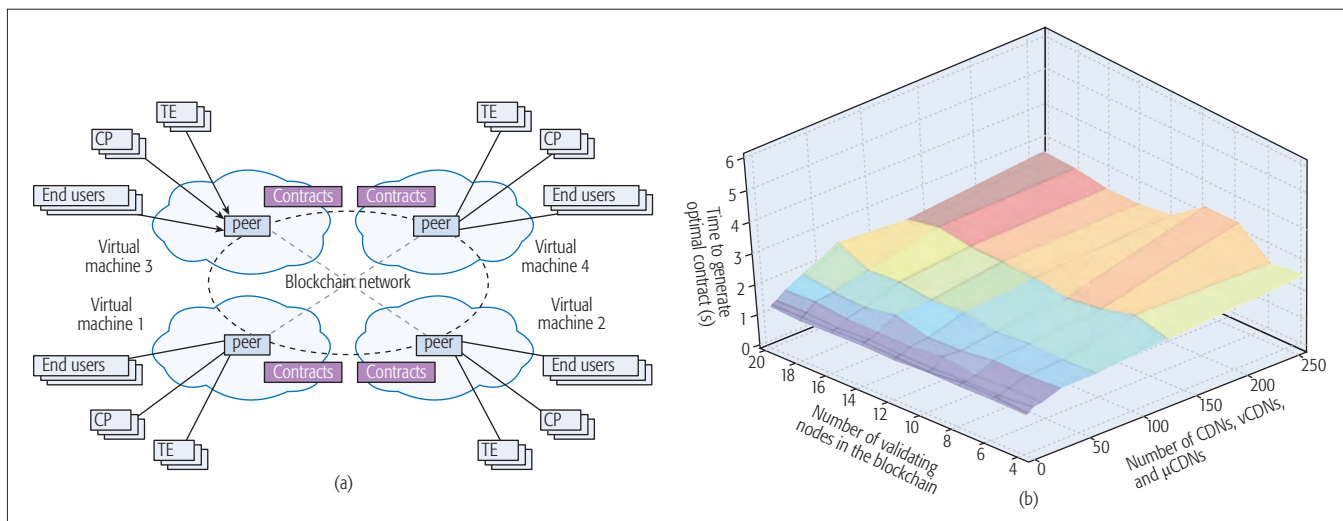 TE
CP
End users
peer
Contracts
Virtual
machine 3
TE
CP
End users
peer
Contracts
Virtual
machine 4
Blockchain network
Virtual
machine 1
peer
Contracts
End users
CP
TE
Virtual
machine 2
peer
Contracts
End users
CP
TE
(a)
6
5
4
3
2
1
0
Time to generate
optimal contract (s)
20
18
16
14
12
10
8
6
4
Number of validating
nodes in the blockchain
0
50
100
150
200
250
Number of CDNs, vCDNs,
and μCDNs
(b)